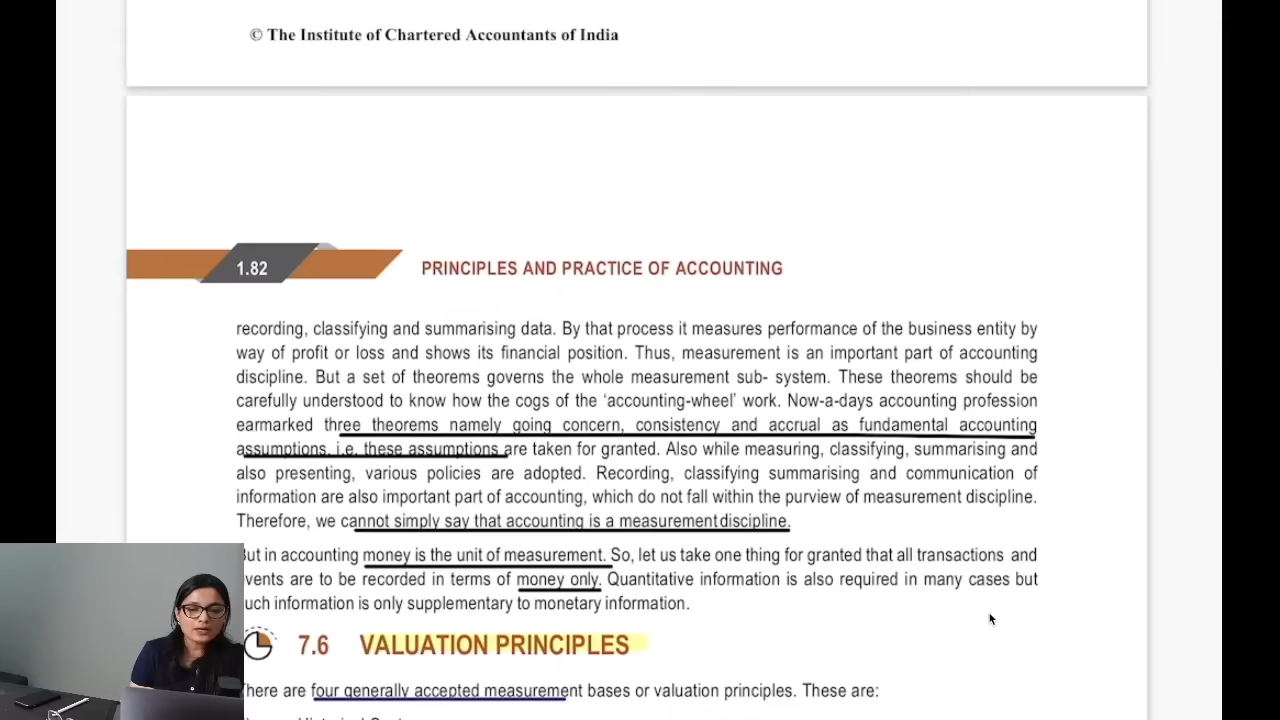 © The Institute of Chartered Accountants of India
1.82
PRINCIPLES AND PRACTICE OF ACCOUNTING
recording, classifying and summarising data. By that process it measures performance of the business entity by
way of profit or loss and shows its financial position. Thus, measurement is an important part of accounting
discipline. But a set of theorems governs the whole measurement sub- system. These theorems should be
carefully understood to know how the cogs of the ‘accounting-wheel’ work. Now-a-days accounting profession
earmarked three theorems namely going concern, consistency and accrual as fundamental accounting
assumptions, i.e. these assumptions are taken for granted. Also while measuring, classifying, summarising and
also presenting, various policies are adopted. Recording, classifying summarising and communication of
information are also important part of accounting, which do not fall within the purview of measurement discipline.
Therefore, we cannot simply say that accounting is a measurement discipline.
ut in accounting money is the unit of measurement. So, let us take one thing for granted that all transactions and
vents are to be recorded in terms of money only. Quantitative information is also required in many cases but
uch information is only supplementary to monetary information.
7.6 VALUATION PRINCIPLES
here are four generally accepted measurement bases or valuation principles. These are: